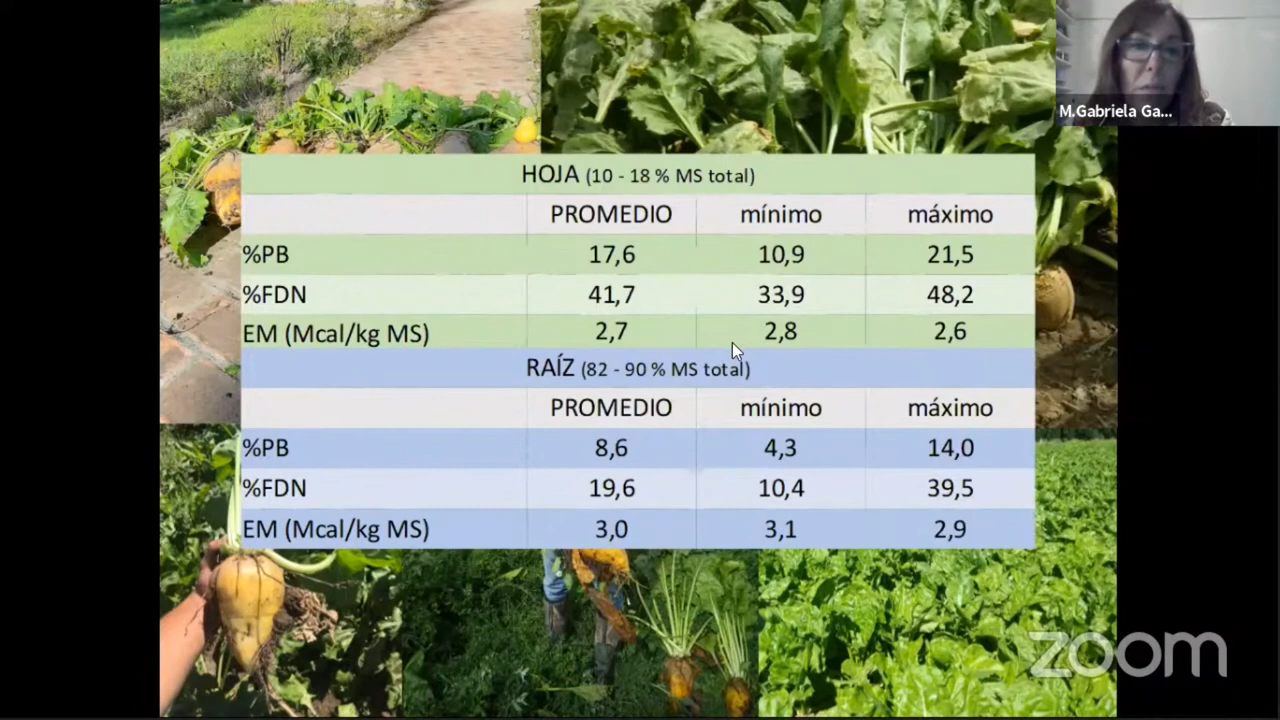 M.Gabriela Ga...
HOJA (10 - 18 % MS total)
PROMEDIO mínimo máximo
%PB 17,6 10,9 21,5
%FDN 41,7 33,9 48,2
EM (Mcal/kg MS) 2,7 2,8 2,6
RAÍZ (82 - 90 % MS total)
PROMEDIO mínimo máximo
%PB 8,6 4,3 14,0
%FDN 19,6 10,4 39,5
EM (Mcal/kg MS) 3,0 3,1 2,9
zoom